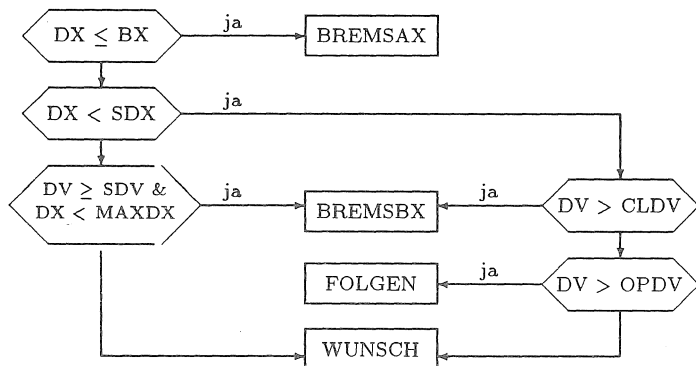 DX ≤ BX
ja
BREMSAX
DX < SDX
ja
DV ≥ SDV &
DX < MAXDX
ja
BREMSBX
ja
DV > CLDV
FOLGEN
ja
DV > OPDV
WUNSCH